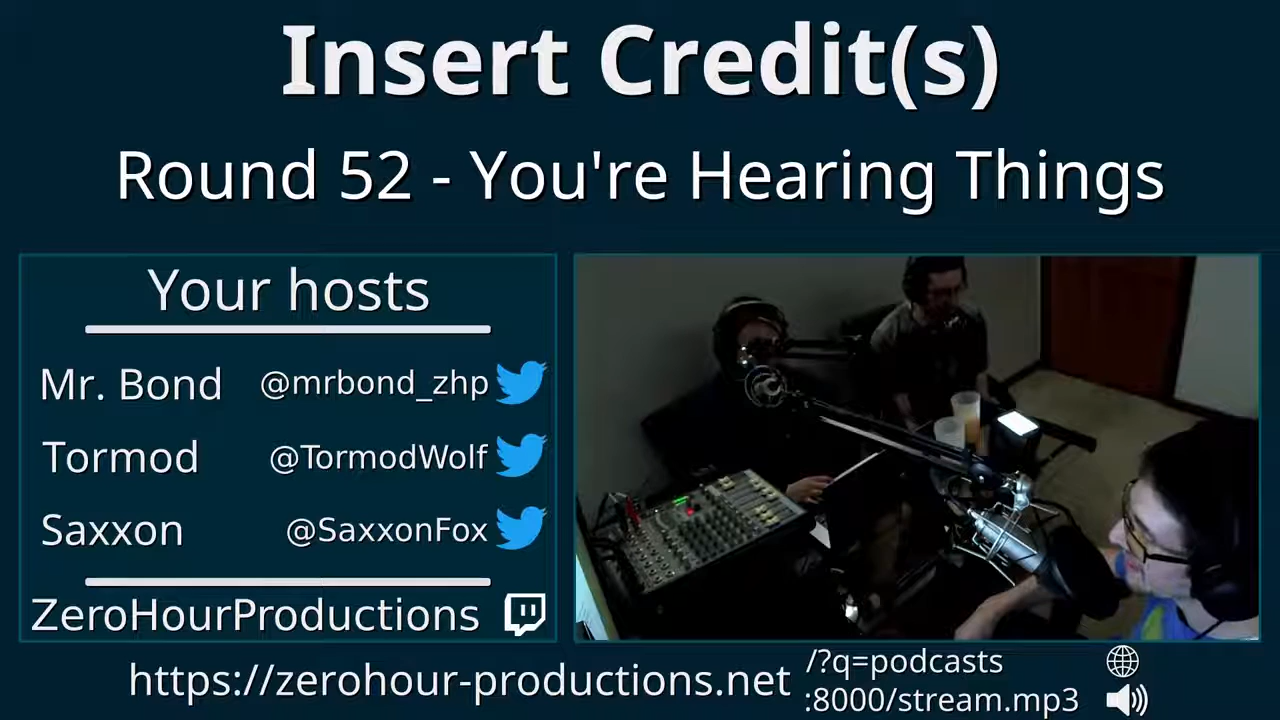 Insert Credit(s)
Round 52 - You're Hearing Things
Your hosts
Mr. Bond @mrbond_zhp
Tormod @TormodWolf
Saxxon @SaxxonFox
ZeroHourProductions
https://zerohour-productions.net
/?q=podcasts
:8000/stream.mp3